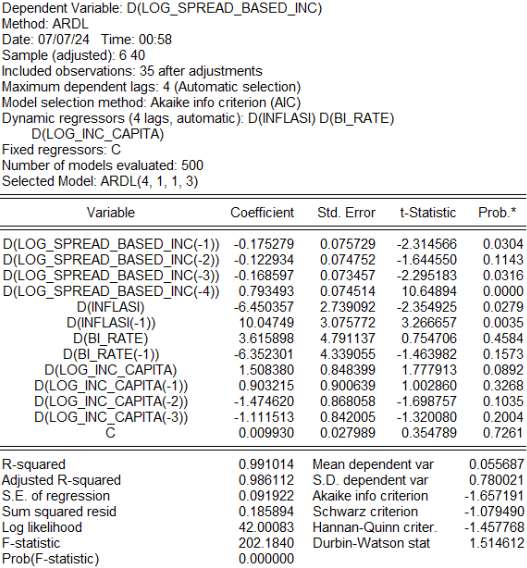 Dependent Variable: D(LOG_SPREAD_BASED_INC)
Method: ARDL
Date: 07/07/24 Time: 00:58
Sample (adjusted): 6 40
Included observations: 35 after adjustments
Maximum dependent lags: 4 (Automatic selection)
Model selection method: Akaike info criterion (AIC)
Dynamic regressors (4 lags, automatic): D(INFLASI) D(BI_RATE)
D(LOG_INC_CAPITA)
Fixed regressors: C
Number of models evaluated: 500
Selected Model: ARDL(4, 1, 1, 3)
Variable Coefficient Std. Error t-Statistic Prob.*
D(LOG_SPREAD_BASED_INC(-1)) -0.175279 0.075729 -2.314566 0.0304
D(LOG_SPREAD_BASED_INC(-2)) -0.122934 0.074752 -1.644550 0.1143
D(LOG_SPREAD_BASED_INC(-3)) -0.168597 0.073457 -2.295183 0.0316
D(LOG_SPREAD_BASED_INC(-4)) 0.793493 0.074514 10.64894 0.0000
D(INFLASI) -6.450357 2.739092 -2.354925 0.0279
D(INFLASI(-1)) 10.04749 3.075772 3.266657 0.0035
D(BI_RATE) 3.615898 4.791137 0.754706 0.4584
D(BI_RATE(-1)) -6.352301 4.339055 -1.463982 0.1573
D(LOG_INC_CAPITA) 1.508380 0.848399 1.777913 0.0892
D(LOG_INC_CAPITA(-1)) 0.903215 0.900639 1.002860 0.3268
D(LOG_INC_CAPITA(-2)) -1.474620 0.868058 -1.698757 0.1035
D(LOG_INC_CAPITA(-3)) -1.111513 0.842005 -1.320080 0.2004
C 0.009930 0.027989 0.354789 0.7261
R-squared 0.991014 Mean dependent var 0.055687
Adjusted R-squared 0.986112 S.D. dependent var 0.780021
S.E. of regression 0.091922 Akaike info criterion -1.657191
Sum squared resid 0.185894 Schwarz criterion -1.079490
Log likelihood 42.00083 Hannan-Quinn criter. -1.457768
F-statistic 202.1840 Durbin-Watson stat 1.514612
Prob(F-statistic) 0.000000